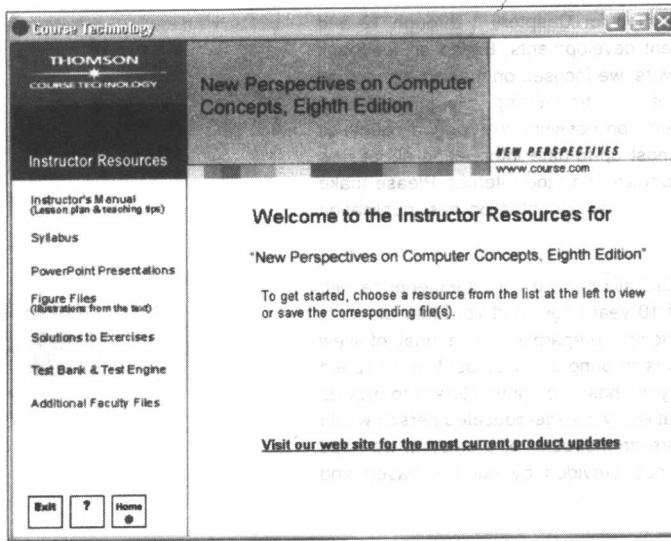 Course Technology
THOMSON
COURSE TECHNOLOGY
New Perspectives on Computer
Concepts, Eighth Edition
Instructor Resources
NEW PERSPECTIVES
www.course.com
Instructor's Manual
(Lesson plan & teaching tips)
Syllabus
PowerPoint Presentations
Figure Files
(Illustrations from the text)
Solutions to Exercises
Test Bank & Test Engine
Additional Faculty Files
Welcome to the Instructor Resources for
"New Perspectives on Computer Concepts, Eighth Edition"
To get started, choose a resource from the list at the left to view
or save the corresponding file(s).
Visit our web site for the most current product updates
Exit
?
Home